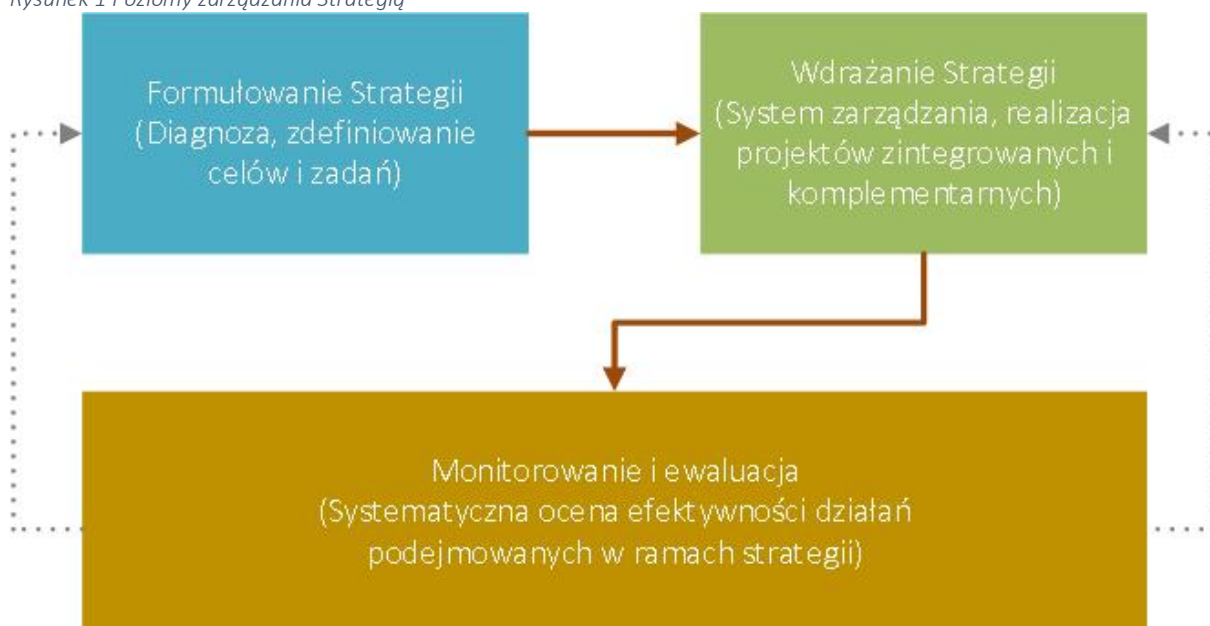 Rysunek 1 Poziomy zarządzania Strategią
Formułowanie Strategii
(Diagnoza, zdefiniowanie
celów i zadań)
Wdrażanie Strategii
(System zarządzania, realizacja
projektów zintegrowanych i
komplementarnych)
Monitorowanie i ewaluacja
(Systematyczna ocena efektywności działań
podejmowanych w ramach strategii)